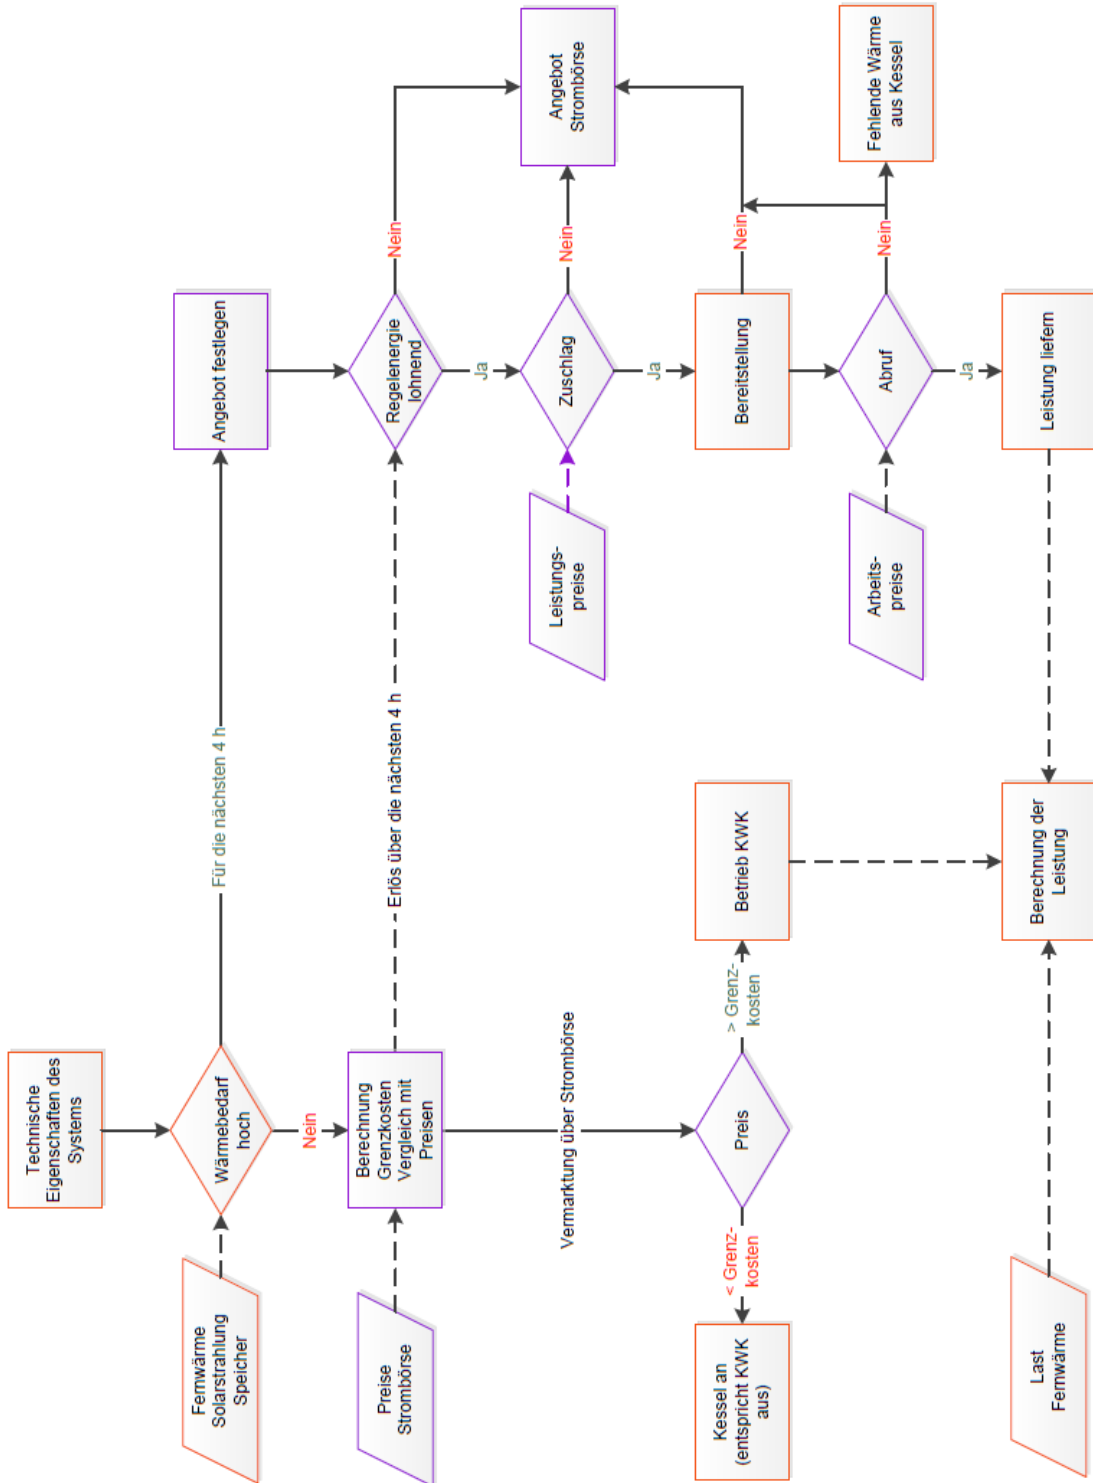 Technische
Eigenschaften des
Systems
Fernwärme
Solarstrahlung
Speicher
Wärmebedarf
hoch
Für die nächsten 4 h
Angebot festlegen
Nein
Preise
Strombörse
Berechnung
Grenzkosten
Vergleich mit
Preisen
Erlös über die nächsten 4 h
Regelenergie
lohnend
Nein
Ja
Angebot
Strombörse
Leistungs-
preise
Zuschlag
Nein
Ja
Vermarktung über Strombörse
Kessel an
(entspricht KWK
aus)
< Grenz-
kosten
Preis
> Grenz-
kosten
Betrieb KWK
Bereitstellung
Nein
Arbeits-
preise
Abruf
Nein
Fehlende Wärme
aus Kessel
Ja
Last
Fernwärme
Berechnung der
Leistung
Leistung liefern